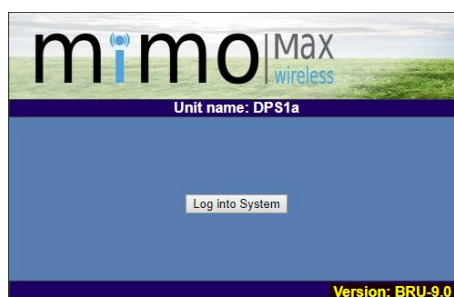 mimo Max
wireless
Unit name: DPS1a
Log into System
Version: BRU-9.0